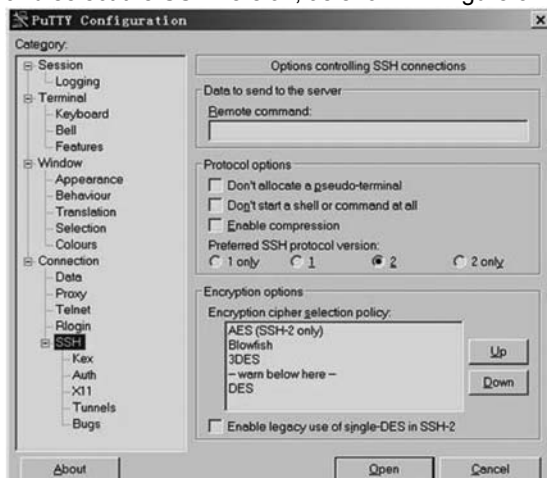 PuTTY Configuration
Category:
Session
Logging
Terminal
Keyboard
Bell
Features
Window
Appearance
Behaviour
Translation
Selection
Colours
Connection
Data
Proxy
Telnet
Rlogin
SSH
Kex
Auth
X11
Tunnels
Bugs
Options controlling SSH connections
Data to send to the server
Remote command:
Protocol options
Don't allocate a pseudo-terminal
Don't start a shell or command at all
Enable compression
Preferred SSH protocol version:
1 only 1 2 2 only
Encryption options
Encryption cipher selection policy:
AES (SSH-2 only)
Blowfish
3DES
-- warn below here --
DES
Up
Down
Enable legacy use of single-DES in SSH-2
About Open Cancel